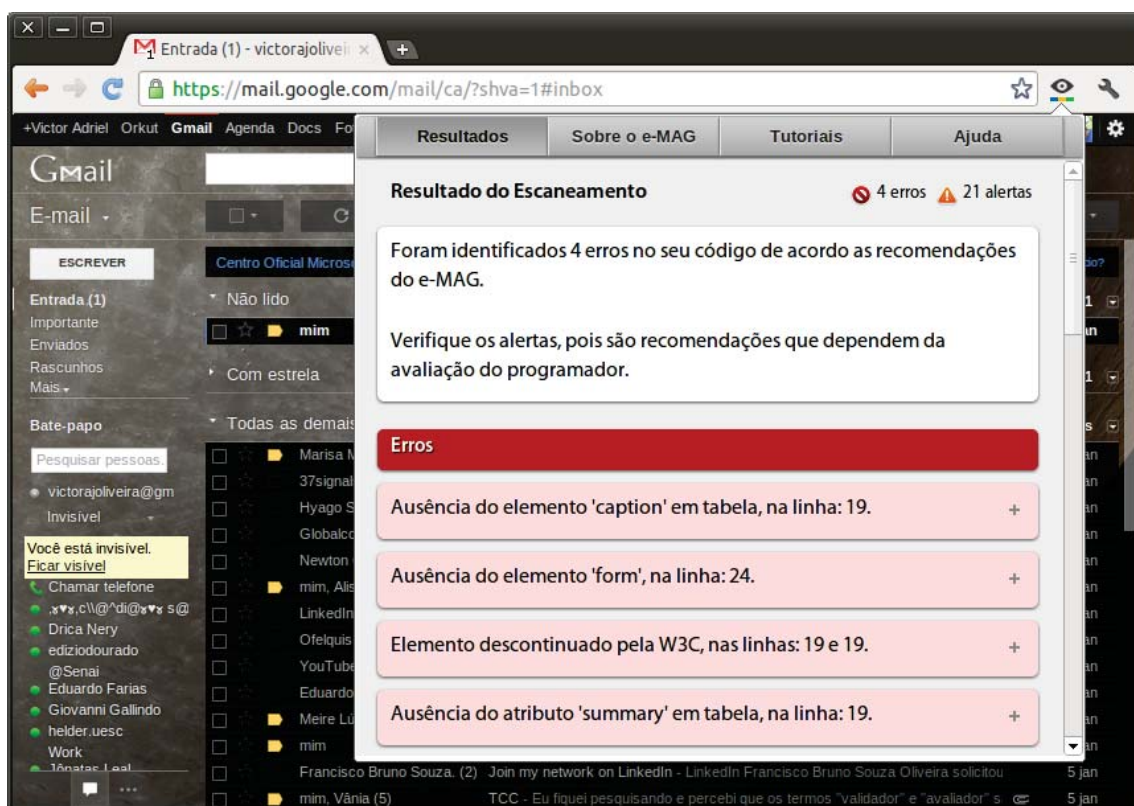 Entrada (1) - victorajolivei
https://mail.google.com/mail/ca/?shva=1#inbox
+Victor Adriel Orkut Gmail Agenda Docs
Resultados Sobre o e-MAG Tutoriais Ajuda
Gmail
Resultado do Escaneamento 4 erros 21 alertas
E-mail
Foram identificados 4 erros no seu código de acordo as recomendações
do e-MAG.
Verifique os alertas, pois são recomendações que dependem da
avaliação do programador.
ESCREVER
Centro Oficial
Entrada (1)
Importante
Enviados
Rascunhos
Mais
Não lido
mim
Com estrela
Todas as demais
Bate-papo
Pesquisar pessoas.
victorajoliveira@gm
Invisível
Você está invisível.
Ficar visível
Chamar telefone
Drica Nery
ediziodourado
@Senai
Eduardo Farias
Giovanni Gallindo
helder.uesc
Work
Jônatas Leal
Erros
Ausência do elemento 'caption' em tabela, na linha: 19. +
Ausência do elemento 'form', na linha: 24. +
Elemento descontinuado pela W3C, nas linhas: 19 e 19. +
Ausência do atributo 'summary' em tabela, na linha: 19. +
Marisa
37signal
Hyago S
Globalco
Newton
mim, Alis
LinkedIn
Ofelquis
YouTube
Eduardo
Meire Lú
mim
Francisco Bruno Souza. (2) Join my network on LinkedIn - LinkedIn Francisco Bruno Souza Oliveira solicitou 5 jan
mim, Vânia (5) TCC - Eu fiquei pesquisando e percebi que os termos "validador" e "avaliador" s 5 jan